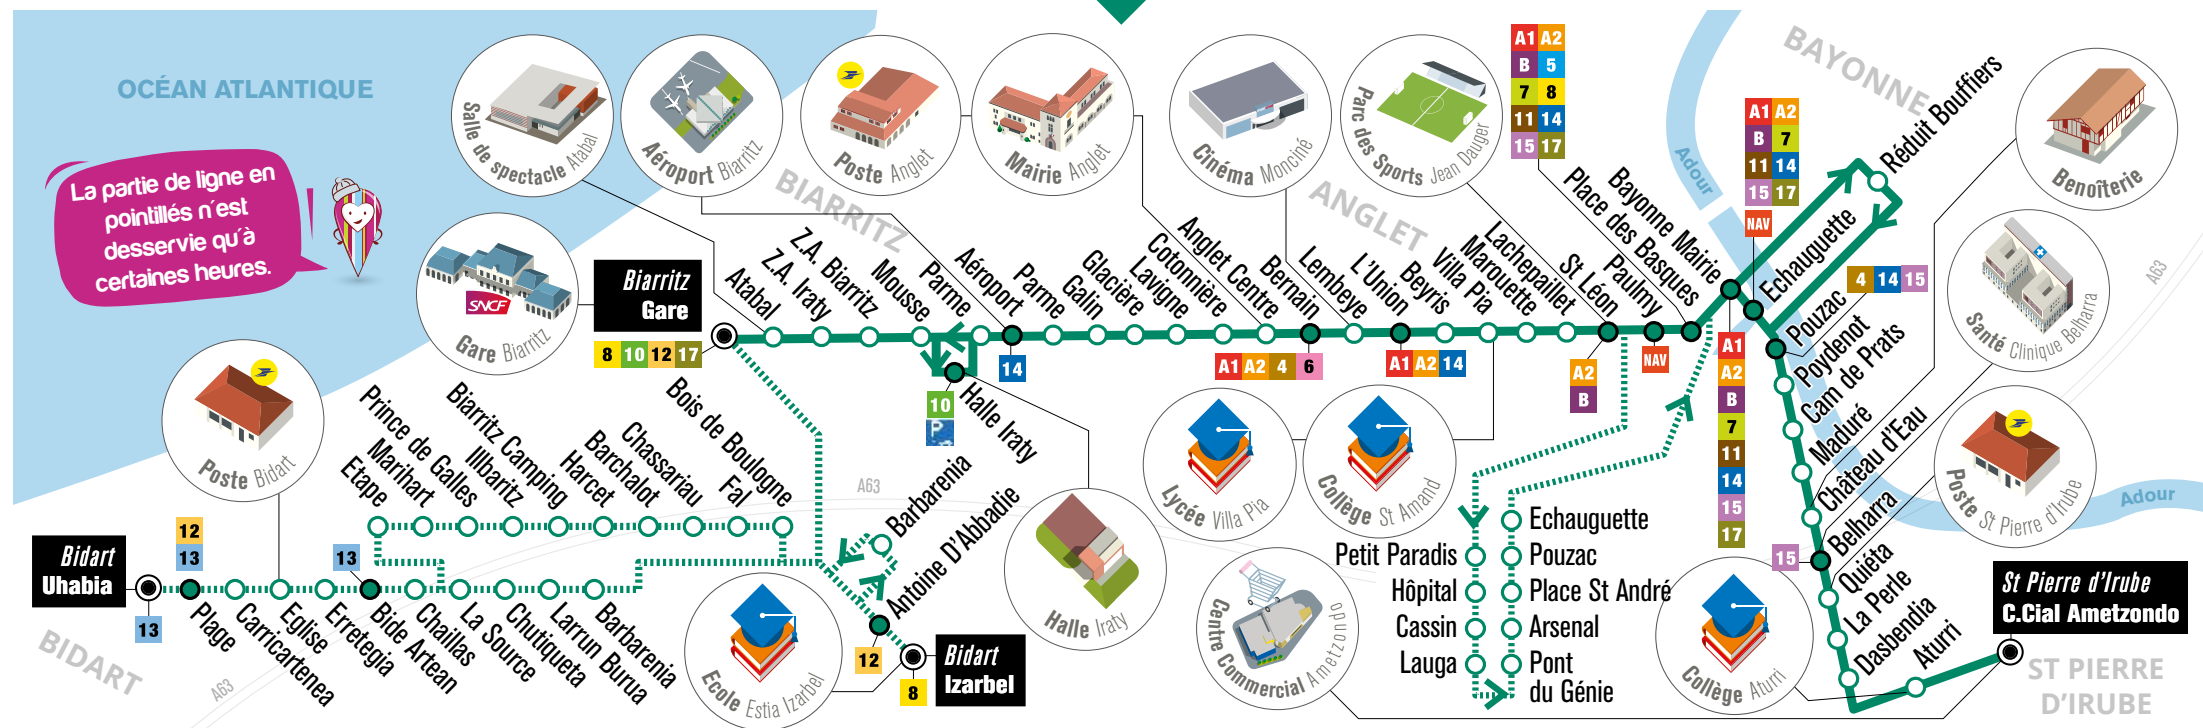 OCÉAN ATLANTIQUE
La partie de ligne en
pointillés n'est
desservie qu'à
certaines heures.
Salle de spectacle Atabal
Aéroport Biarritz
Poste Anglet
Mairie Anglet
Cinéma Monciné
Parc des Sports Jean Dauger
A1 A2
B 5
7 8
11 14
15 17
BAYONNE
Adour
A1 A2
B 7
11 14
15 17
NAV
Réduit Bouffiers
Benoîterie
Gare Biarritz
SNCF
Biarritz
Gare
8 10 12 17
BIARRITZ
ANGLET
Atabal
Z.A. Iraty
Z.A. Biarritz
Mousse
Parme
Aéroport
Parme
Galin
Glacière
Lavigne
Cotonnière
Anglet Centre
Bernain
Lembeye
L'Union
Beyris
Villa Pia
Marouette
Lachepaillet
St Léon
Paulmy
Place des Basques
Bayonne Mairie
Echauguette
4 14 15
Pouzac
Poydenot
Cam de Prats
Maduré
Château d'Eau
Belharra
Quiéta
La Perle
Dasbendia
Aturri
Santé Clinique Belharra
A63
14
A1 A2 4 6
A1 A2 14
A2
B
NAV
A1
A2
B
7
11
14
15
17
10
P
Halle Iraty
Poste Bidart
Etape
Marihart
Prince de Galles
Ilbaritz
Biarritz Camping
Harcet
Barchalot
Chassariau
Fal
Bois de Boulogne
A63
Barbarenia
Antoine D'Abbadie
Lycée Villa Pia
Collège St Amand
Poste St Pierre d'Irube
Adour
Halle Iraty
Echauguette
Petit Paradis
Pouzac
Hôpital
Place St André
Cassin
Arsenal
Lauga
Pont
du Génie
15
12
13
13
Bidart
Uhabia
13
Plage
Carricartenea
Eglise
Erretegia
Bide Artean
Chaillas
La Source
Chutiqueta
Larrun Burua
Barbarenia
BIDART
A63
Ecole Estia Izarbel
12
8
Bidart
Izarbel
Centre Commercial Ametzondo
Collège Aturri
St Pierre d'Irube
C.Cial Ametzondo
ST PIERRE
D'IRUBE